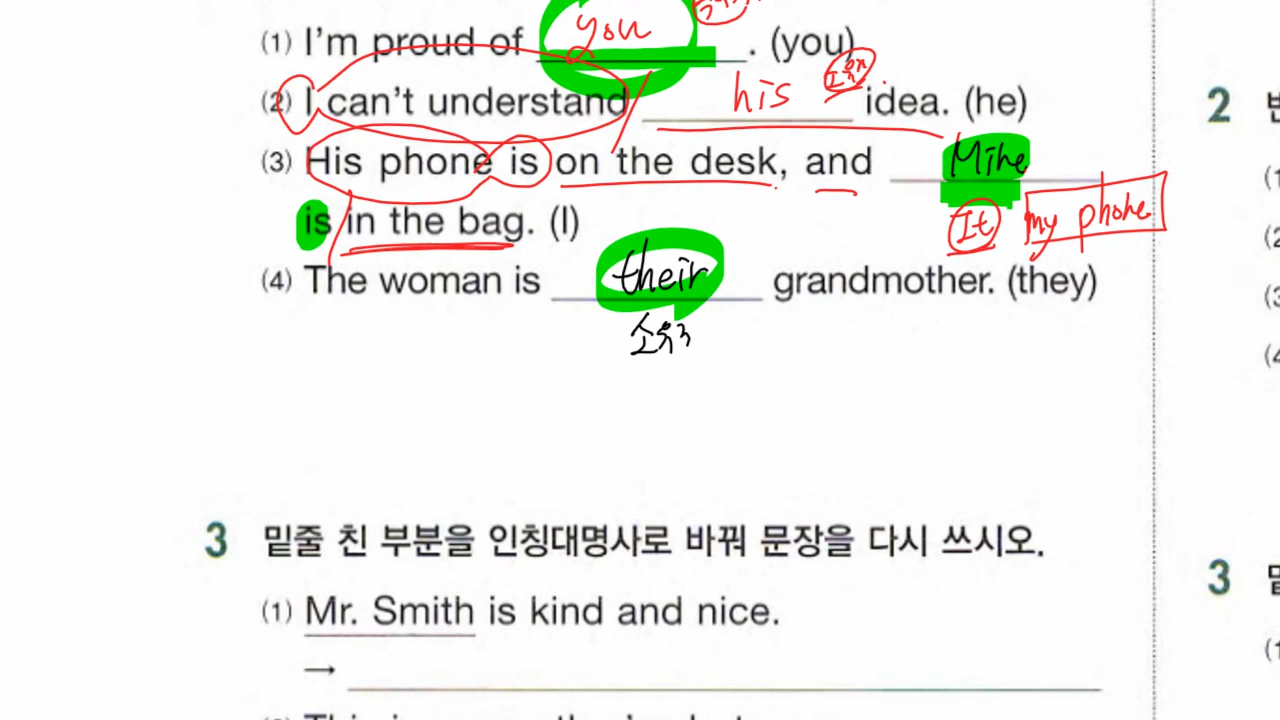 (1) I'm proud of you. (you)
(2) I can't understand his idea. (he)
(3) His phone is on the desk, and Mine
It my phone
is in the bag. (I)
(4) The woman is their grandmother. (they)
소유격
3 밑줄 친 부분을 인칭대명사로 바꿔 문장을 다시 쓰시오.
(1) Mr. Smith is kind and nice.
→
2
3